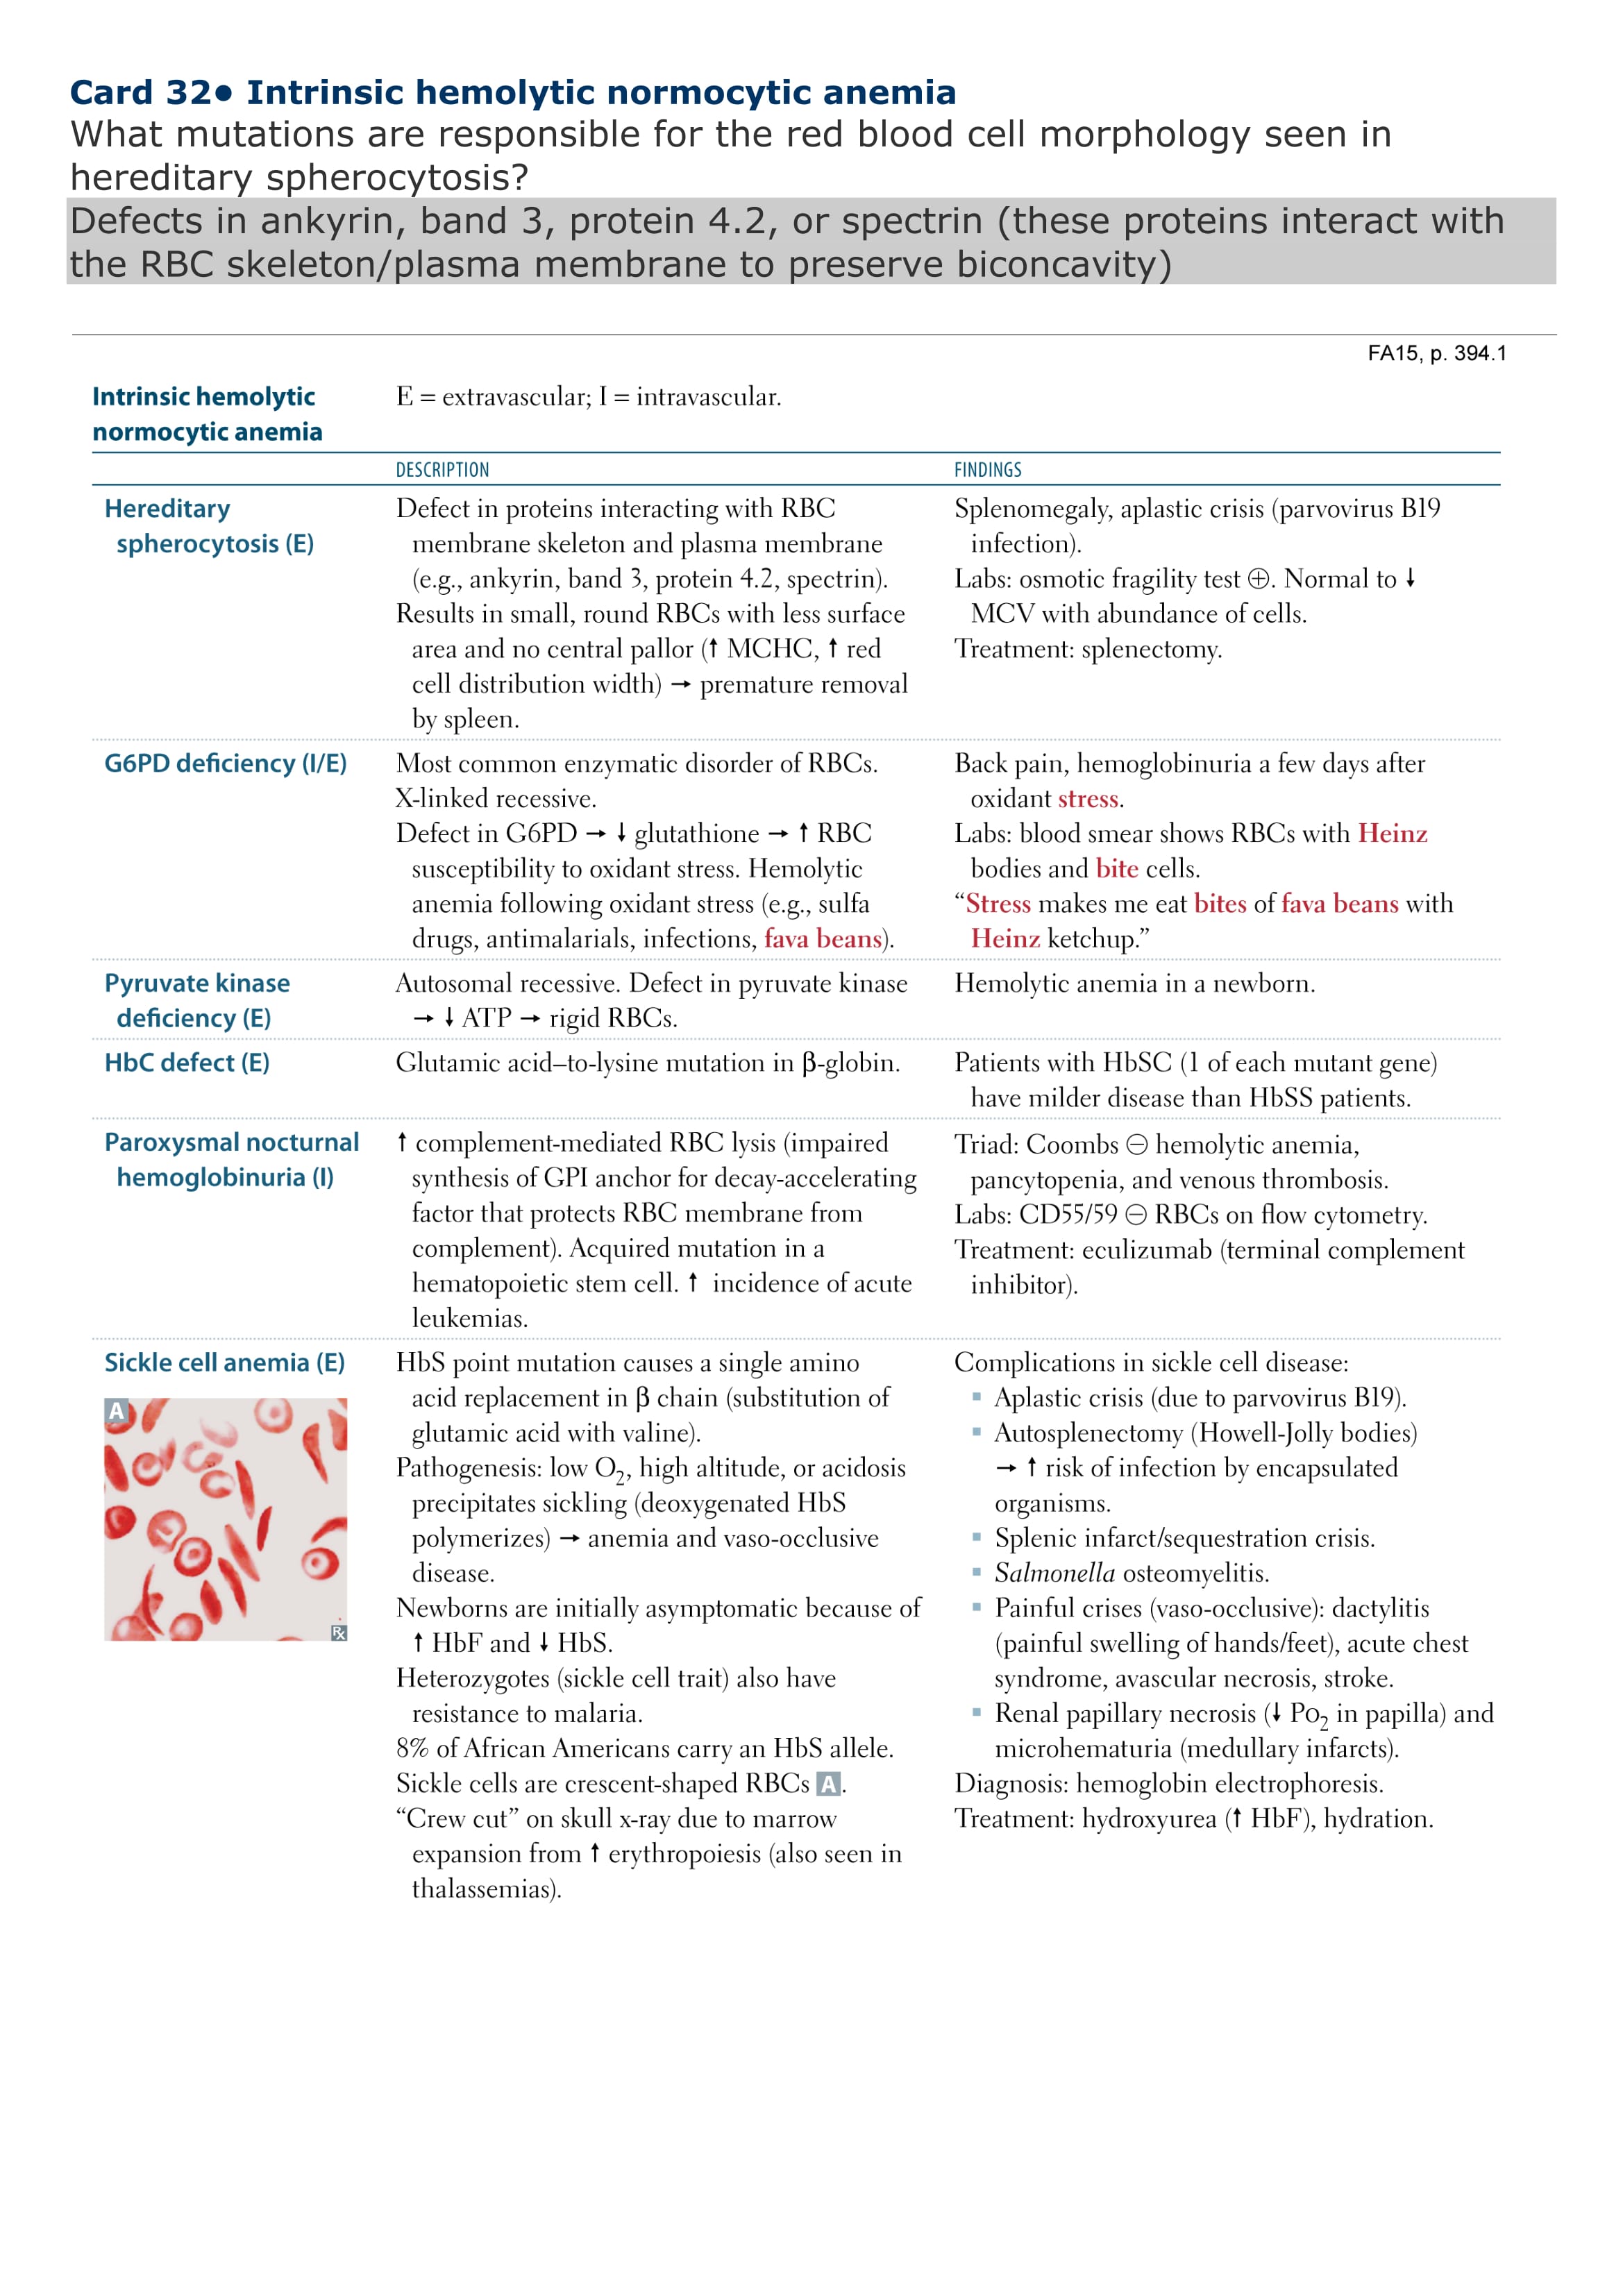 Card 32● Intrinsic hemolytic normocytic anemia
What mutations are responsible for the red blood cell morphology seen in
hereditary spherocytosis?
Defects in ankyrin, band 3, protein 4.2, or spectrin (these proteins interact with
the RBC skeleton/plasma membrane to preserve biconcavity)
FA15, p. 394.1
Intrinsic hemolytic
normocytic anemia
E = extravascular; I = intravascular.
DESCRIPTION
FINDINGS
Hereditary
spherocytosis (E)
Defect in proteins interacting with RBC
membrane skeleton and plasma membrane
(e.g., ankyrin, band 3, protein 4.2, spectrin).
Results in small, round RBCs with less surface
area and no central pallor (↑ MCHC, ↑ red
cell distribution width) → premature removal
by spleen.
Splenomegaly, aplastic crisis (parvovirus B19
infection).
Labs: osmotic fragility test ⊕. Normal to ↓
MCV with abundance of cells.
Treatment: splenectomy.
G6PD deficiency (I/E)
Most common enzymatic disorder of RBCs.
X-linked recessive.
Defect in G6PD → ↓ glutathione → ↑ RBC
susceptibility to oxidant stress. Hemolytic
anemia following oxidant stress (e.g., sulfa
drugs, antimalarials, infections, fava beans).
Back pain, hemoglobinuria a few days after
oxidant stress.
Labs: blood smear shows RBCs with Heinz
bodies and bite cells.
“Stress makes me eat bites of fava beans with
Heinz ketchup.”
Pyruvate kinase
deficiency (E)
Autosomal recessive. Defect in pyruvate kinase
→ ↓ ATP → rigid RBCs.
Hemolytic anemia in a newborn.
HbC defect (E)
Glutamic acid–to-lysine mutation in β-globin.
Patients with HbSC (1 of each mutant gene)
have milder disease than HbSS patients.
Paroxysmal nocturnal
hemoglobinuria (I)
↑ complement-mediated RBC lysis (impaired
synthesis of GPI anchor for decay-accelerating
factor that protects RBC membrane from
complement). Acquired mutation in a
hematopoietic stem cell. ↑ incidence of acute
leukemias.
Triad: Coombs ⊖ hemolytic anemia,
pancytopenia, and venous thrombosis.
Labs: CD55/59 ⊖ RBCs on flow cytometry.
Treatment: eculizumab (terminal complement
inhibitor).
Sickle cell anemia (E)
A
Rx
HbS point mutation causes a single amino
acid replacement in β chain (substitution of
glutamic acid with valine).
Pathogenesis: low O₂, high altitude, or acidosis
precipitates sickling (deoxygenated HbS
polymerizes) → anemia and vaso-occlusive
disease.
Newborns are initially asymptomatic because of
↑ HbF and ↓ HbS.
Heterozygotes (sickle cell trait) also have
resistance to malaria.
8% of African Americans carry an HbS allele.
Sickle cells are crescent-shaped RBCs A.
“Crew cut” on skull x-ray due to marrow
expansion from ↑ erythropoiesis (also seen in
thalassemias).
Complications in sickle cell disease:
▪ Aplastic crisis (due to parvovirus B19).
▪ Autosplenectomy (Howell-Jolly bodies)
→ ↑ risk of infection by encapsulated
organisms.
▪ Splenic infarct/sequestration crisis.
▪ Salmonella osteomyelitis.
▪ Painful crises (vaso-occlusive): dactylitis
(painful swelling of hands/feet), acute chest
syndrome, avascular necrosis, stroke.
▪ Renal papillary necrosis (↓ Po₂ in papilla) and
microhematuria (medullary infarcts).
Diagnosis: hemoglobin electrophoresis.
Treatment: hydroxyurea (↑ HbF), hydration.